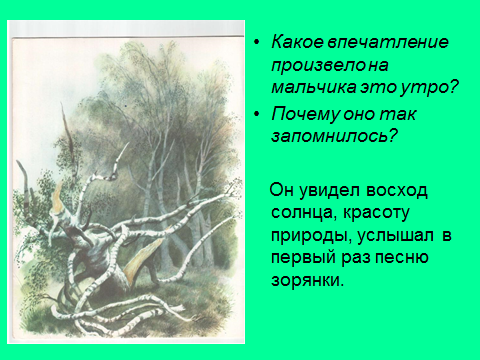 • Какое впечатление
произвело на
мальчика это утро?
• Почему оно так
запомнилось?
Он увидел восход
солнца, красоту
природы, услышал в
первый раз песню
зорянки.